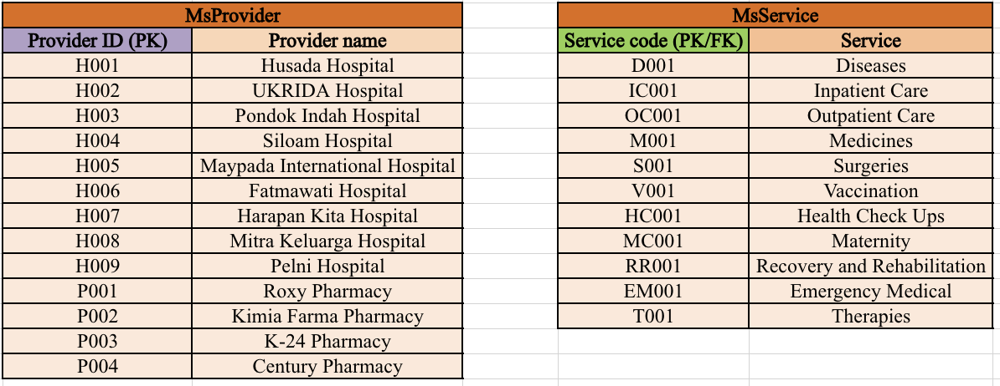 MsProvider
Provider ID (PK) Provider name
H001 Husada Hospital
H002 UKRIDA Hospital
H003 Pondok Indah Hospital
H004 Siloam Hospital
H005 Maypada International Hospital
H006 Fatmawati Hospital
H007 Harapan Kita Hospital
H008 Mitra Keluarga Hospital
H009 Pelni Hospital
P001 Roxy Pharmacy
P002 Kimia Farma Pharmacy
P003 K-24 Pharmacy
P004 Century Pharmacy
MsService
Service code (PK/FK) Service
D001 Diseases
IC001 Inpatient Care
OC001 Outpatient Care
M001 Medicines
S001 Surgeries
V001 Vaccination
HC001 Health Check Ups
MC001 Maternity
RR001 Recovery and Rehabilitation
EM001 Emergency Medical
T001 Therapies